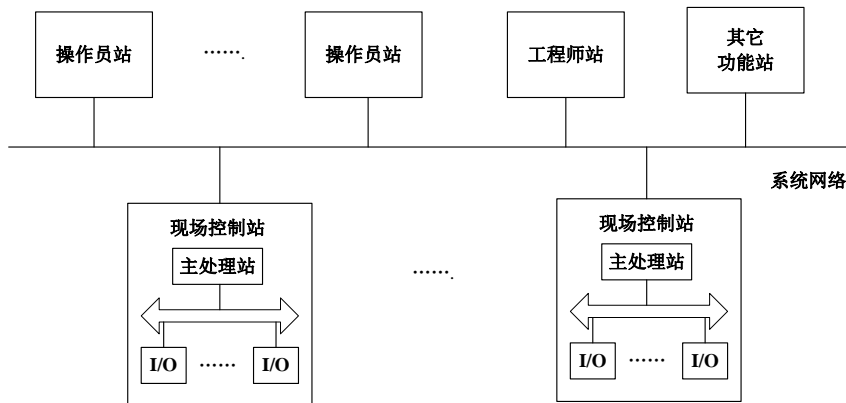 操作员站
…….
操作员站
工程师站
其它
功能站
系统网络
现场控制站
主处理站
I/O
……
I/O
…….
现场控制站
主处理站
I/O
……
I/O